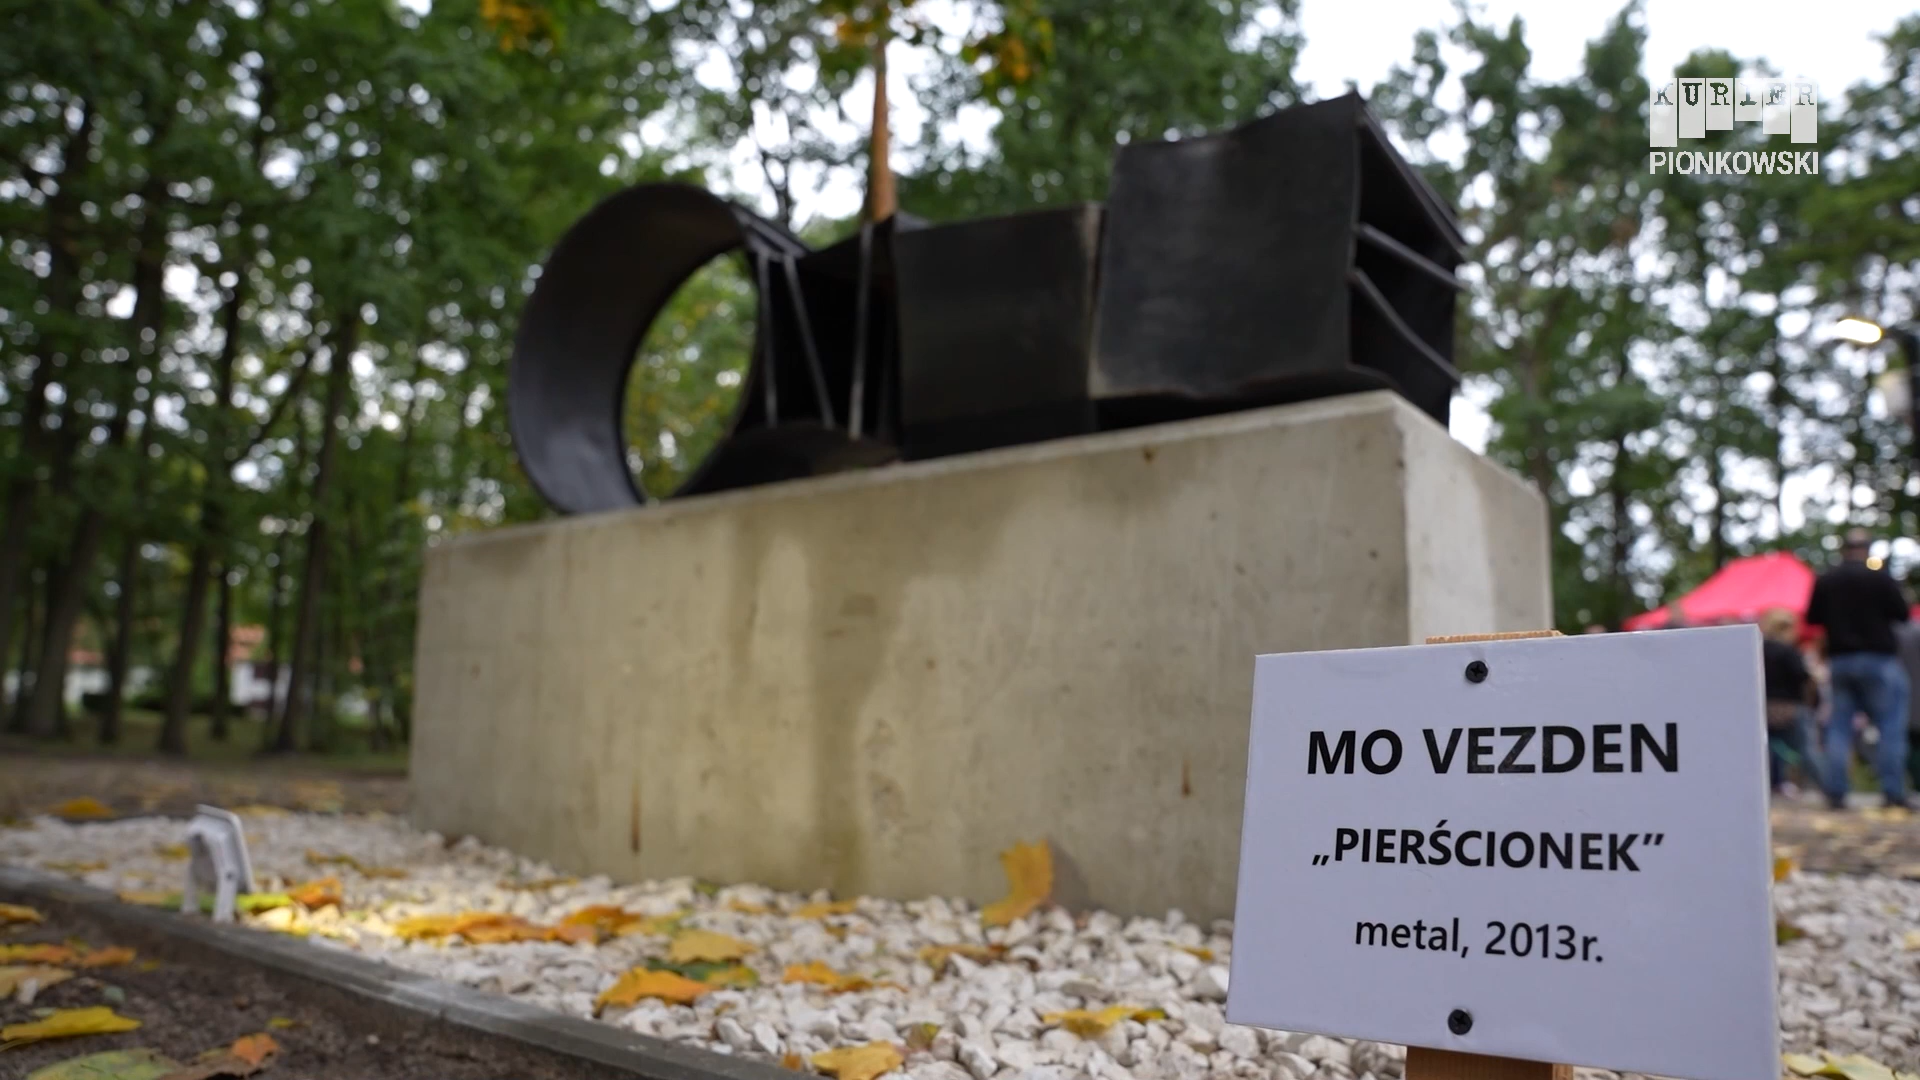 KURIER
PIONKOWSKI
MO VEZDEN
„PIERŚCIONEK”
metal, 2013r.